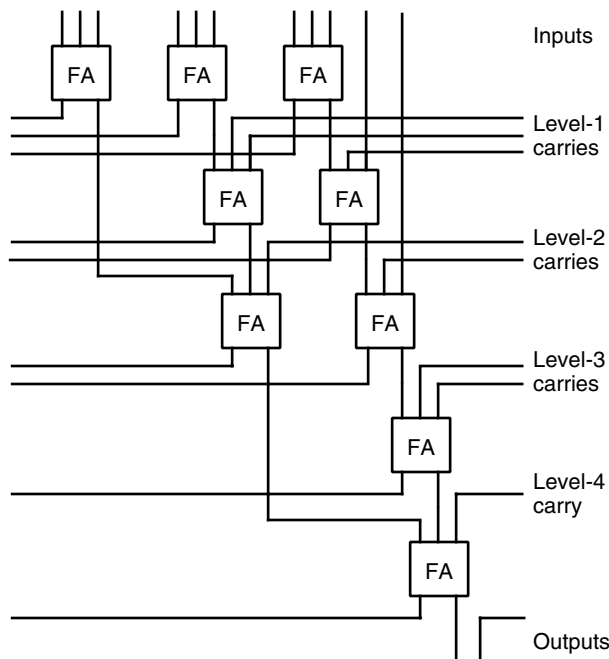 Inputs
FA FA FA
Level-1
carries
FA FA
Level-2
carries
FA FA
Level-3
carries
FA
Level-4
carry
FA
Outputs